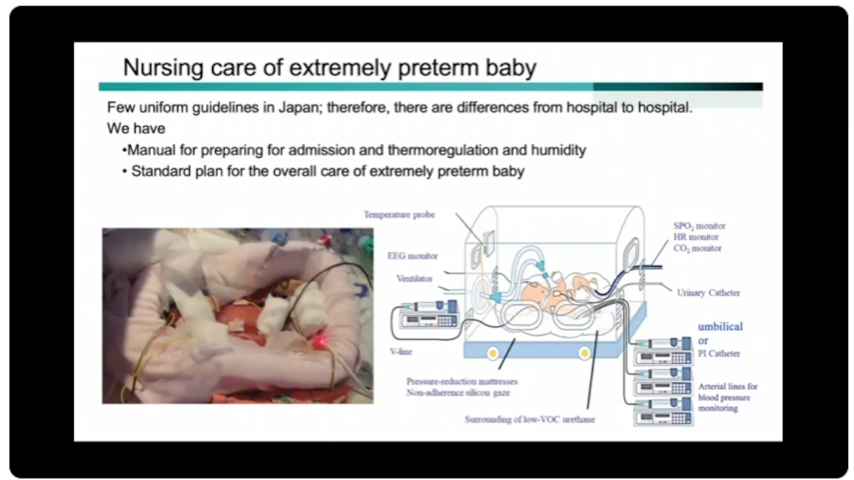 Nursing care of extremely preterm baby
Few uniform guidelines in Japan; therefore, there are differences from hospital to hospital.
We have
•Manual for preparing for admission and thermoregulation and humidity
• Standard plan for the overall care of extremely preterm baby
Temperature probe
EEG monitor
Ventilator
V-line
Pressure-reduction mattresses
Non-adherence silicon gaze
Surrounding of low-VOC urethane
SPO₂ monitor
HR monitor
CO₂ monitor
Urinary Catheter
umbilical
or
PI Catheter
Arterial lines for
blood pressure
monitoring